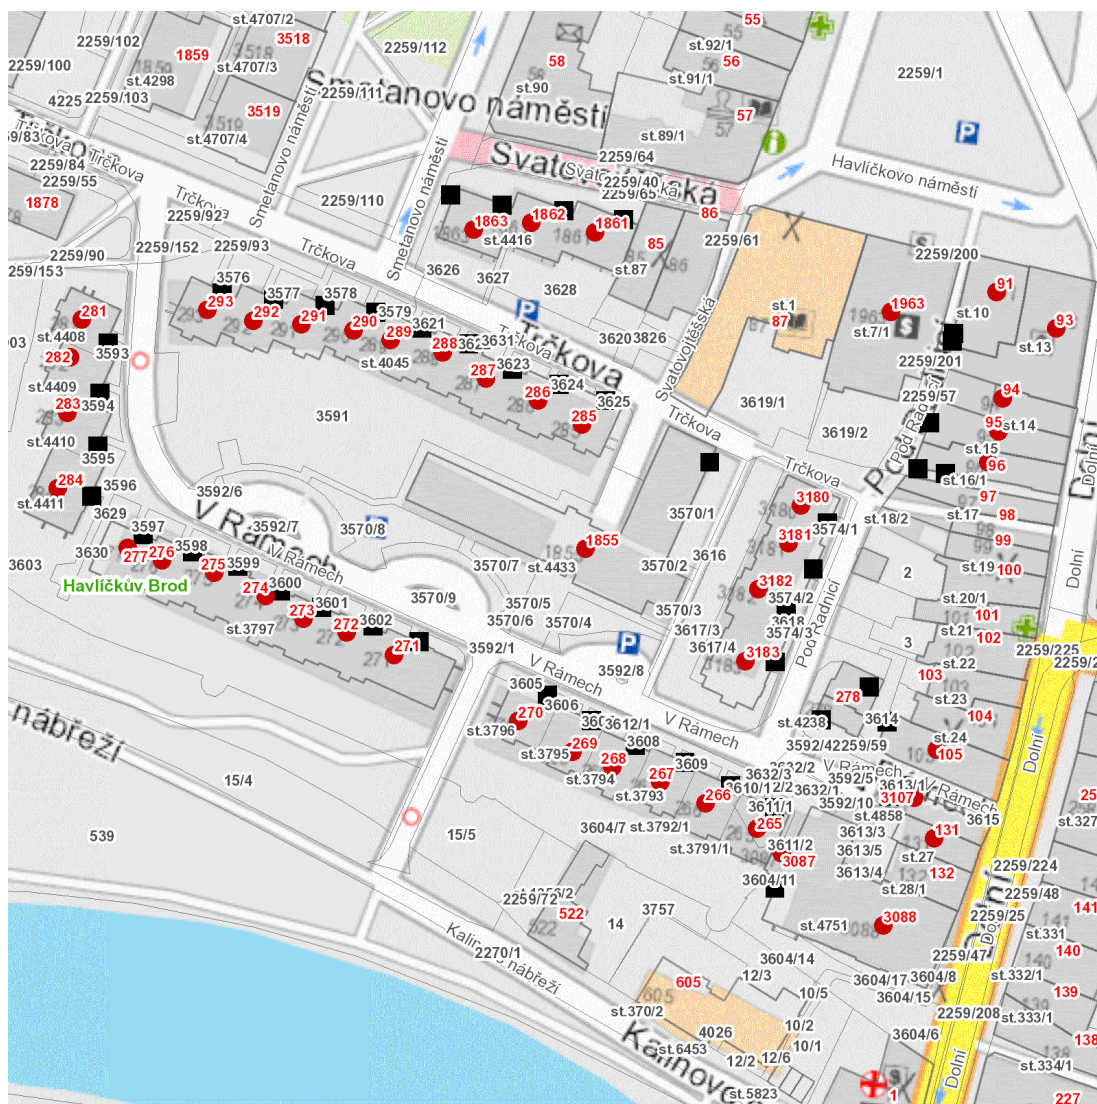 st.4707/2
55
2259/102
3518
2259/112
st.92/1
1859
58
56
2259/100
st.4298
st.4707/3
st.90
st.91/1
2259/1
4225
2259/103
2259/111
Smetanovo náměstí
3519
57
st.4707/4
st.89/1
Trčkova
Smetanovo náměstí
Smetanovo náměstí
2259/64
Svatovojtěšská
Havlíčkovo náměstí
2259/84
2259/55
2259/40
2259/65
1878
Trčkova
2259/110
86
2259/92
1863
1862
1861
st.4416
85
2259/61
2259/152
2259/93
2259/90
Trčkova
2259/200
2259/153
3626
3627
st.87
3628
3576
3577
3578
3579
91
281
293
292
291
290
289
3621
st.1
87
1963
st.7/1
st.10
93
st.13
st.4408
3593
282
288
st.4045
3631
Trčkova
3620
3826
Svatovojtěšská
2259/201
3623
287
3624
286
3625
285
st.4409
3594
283
3591
3619/1
2259/57
94
Trčkova
3619/2
95
st.14
st.4410
3595
Pod Radnicí
st.15
96
Dolní
284
3596
st.4411
3629
3592/6
Trčkova
3180
st.16/1
97
st.17
98
V Rámech
3592/7
3570/8
3570/1
3574/1
st.18/2
3597
3630
277
276
3598
275
3599
274
3600
1855
st.4433
3570/7
3570/2
3616
3181
99
100
st.19
Dolní
3603
Havlíčkův Brod
V Rámech
3601
273
3602
272
271
3570/9
3570/5
3570/6
3570/4
3570/3
3182
3574/2
3618
3574/3
2
st.20/1
101
102
st.21
st.3797
3592/1
3592/8
3617/3
3617/4
3183
Pod Radnicí
3
st.22
2259/225
103
V Rámech
3605
3606
270
st.3796
278
st.4238
3614
st.23
104
nábřeží
3612/1
3608
269
268
st.3795
st.3794
3609
267
st.3793
V Rámech
3592/4
2259/59
st.24
105
Dolní
15/4
3632/2
3632/3
3632/1
3592/5
V Rámech
3613/1
3107
3592/10
266
3610/1
2/2
3611/1
265
st.4858
3615
539
15/5
3604/7
st.3792/1
st.3791/1
3611/2
3087
3604/11
3613/3
3613/5
3613/4
131
st.27
132
st.28/1
st.327
2259/224
2259/48
2259/72
522
14
3757
st.4751
3088
2259/25
Dolní
st.331
141
140
Kalinovo nábřeží
2270/1
3604/14
2259/47
3604/8
3604/17
3604/15
st.332/1
139
12/3
605
10/5
st.370/2
4026
10/2
10/1
2259/208
st.333/1
3604/6
138
st.6453
12/2
12/6
st.5823
Dolní
st.334/1
1
227